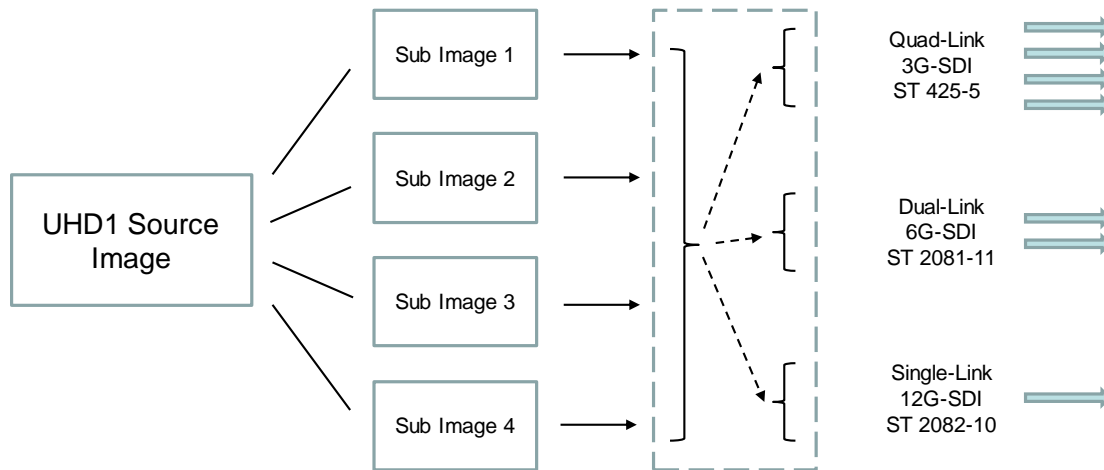 UHD1 Source
Image
Sub Image 1
Sub Image 2
Sub Image 3
Sub Image 4
Quad-Link
3G-SDI
ST 425-5
Dual-Link
6G-SDI
ST 2081-11
Single-Link
12G-SDI
ST 2082-10